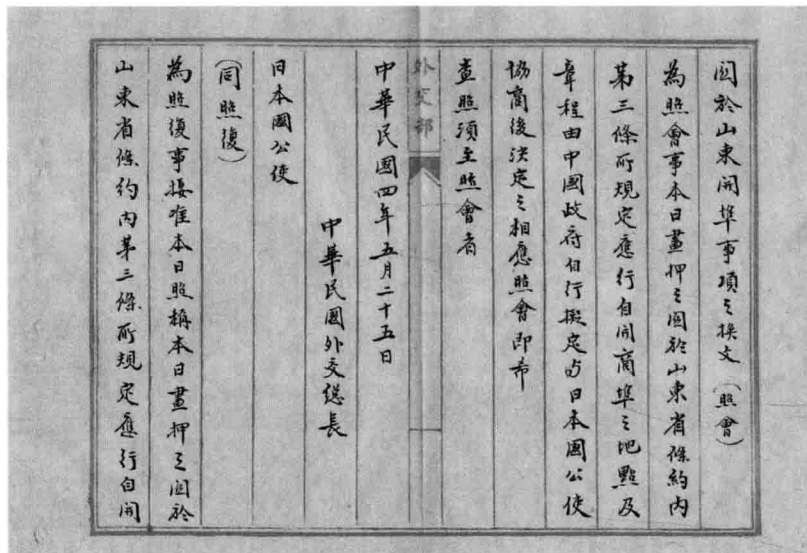 關於山東開埠事項之換文（照會）
為照會事本日畫押之關於山東省條約內
第三條所規定應行自開商埠之地點及
章程由中國政府自行擬定與日本國公使
協商後決定之相應照會即希
查照須至照會者
外交部
中華民國四年五月二十五日
中華民國外交總長
日本國公使
（同照復）
為照復事接准本日照稱本日畫押之關於
山東省條約內第三條所規定應行自開